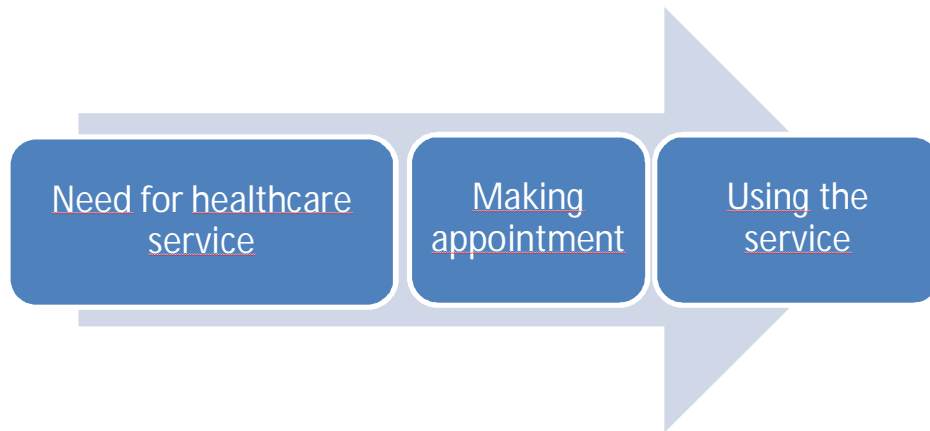 Need for healthcare
service
Making
appointment
Using the
service